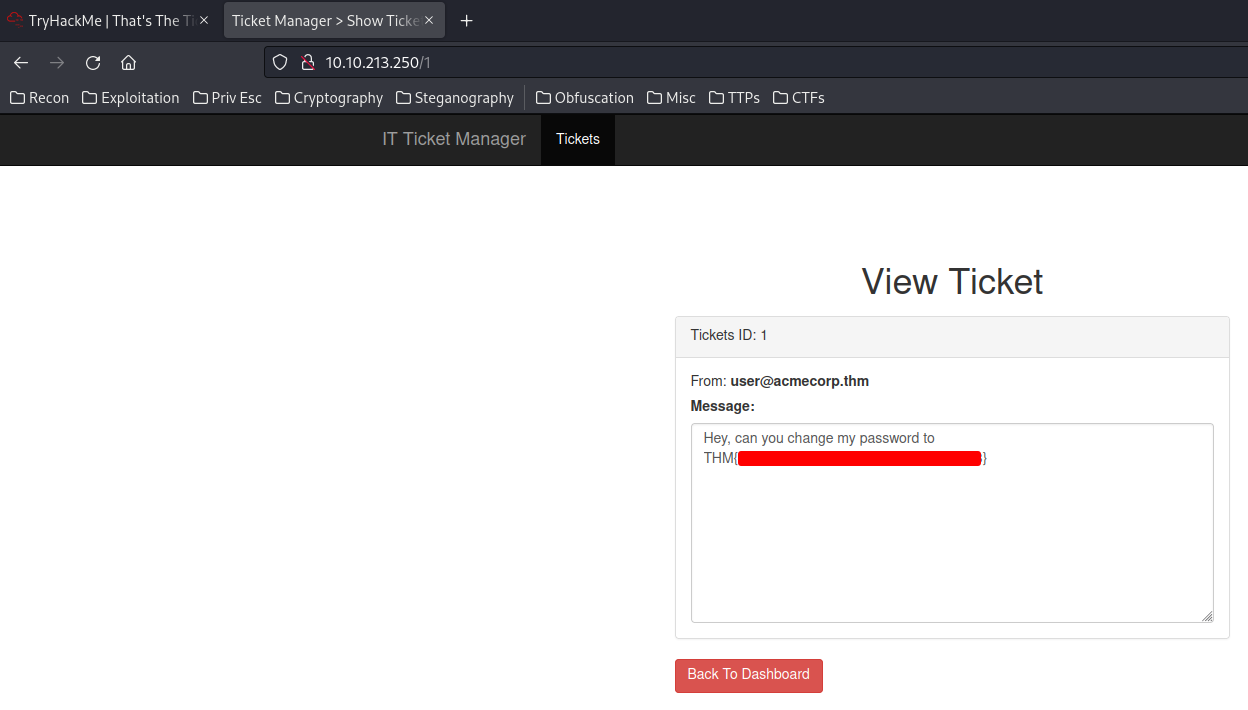 TryHackMe | That's The Ti
Ticket Manager > Show Ticke
10.10.213.250/1
Recon Exploitation Priv Esc Cryptography Steganography Obfuscation Misc TTPs CTFs
IT Ticket Manager Tickets
View Ticket
Tickets ID: 1
From: user@acmecorp.thm
Message:
Hey, can you change my password to
THM{ }
Back To Dashboard